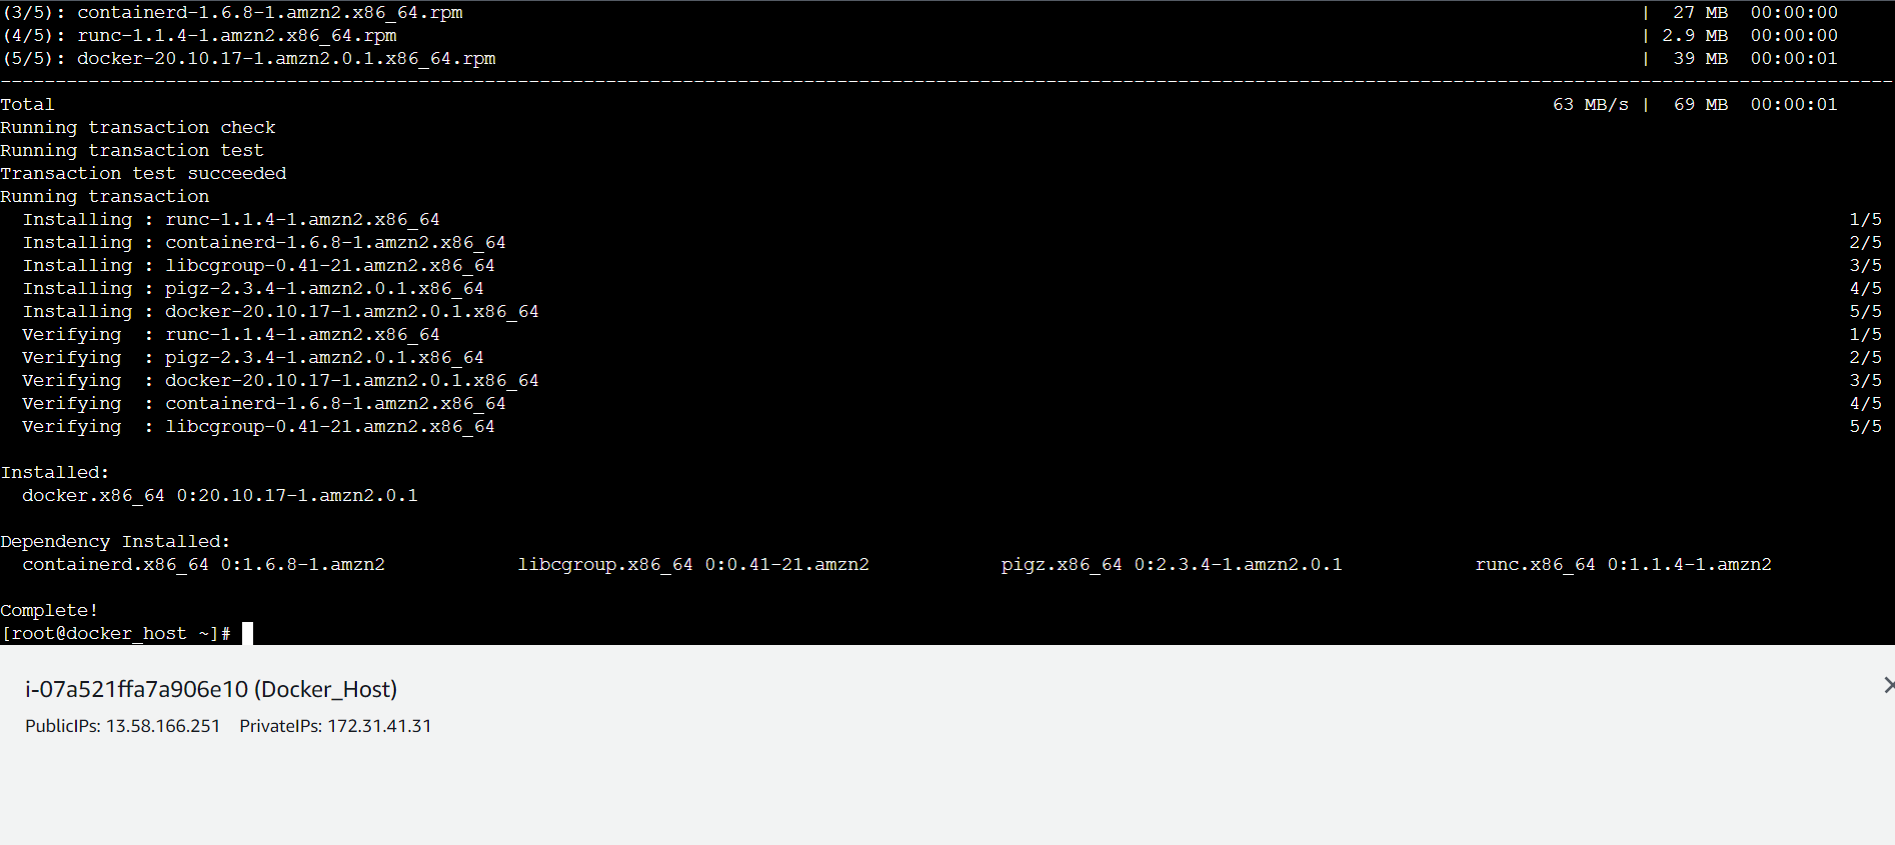 (3/5): containerd-1.6.8-1.amzn2.x86_64.rpm | 27 MB 00:00:00
(4/5): runc-1.1.4-1.amzn2.x86_64.rpm | 2.9 MB 00:00:00
(5/5): docker-20.10.17-1.amzn2.0.1.x86_64.rpm | 39 MB 00:00:01
--------------------------------------------------------------------------------
Total 63 MB/s | 69 MB 00:00:01
Running transaction check
Running transaction test
Transaction test succeeded
Running transaction
Installing : runc-1.1.4-1.amzn2.x86_64 1/5
Installing : containerd-1.6.8-1.amzn2.x86_64 2/5
Installing : libcgroup-0.41-21.amzn2.x86_64 3/5
Installing : pigz-2.3.4-1.amzn2.0.1.x86_64 4/5
Installing : docker-20.10.17-1.amzn2.0.1.x86_64 5/5
Verifying : runc-1.1.4-1.amzn2.x86_64 1/5
Verifying : pigz-2.3.4-1.amzn2.0.1.x86_64 2/5
Verifying : docker-20.10.17-1.amzn2.0.1.x86_64 3/5
Verifying : containerd-1.6.8-1.amzn2.x86_64 4/5
Verifying : libcgroup-0.41-21.amzn2.x86_64 5/5
Installed:
docker.x86_64 0:20.10.17-1.amzn2.0.1
Dependency Installed:
containerd.x86_64 0:1.6.8-1.amzn2 libcgroup.x86_64 0:0.41-21.amzn2 pigz.x86_64 0:2.3.4-1.amzn2.0.1 runc.x86_64 0:1.1.4-1.amzn2
Complete!
[root@docker_host ~]#
i-07a521ffa7a906e10 (Docker_Host)
PublicIPs: 13.58.166.251 PrivateIPs: 172.31.41.31